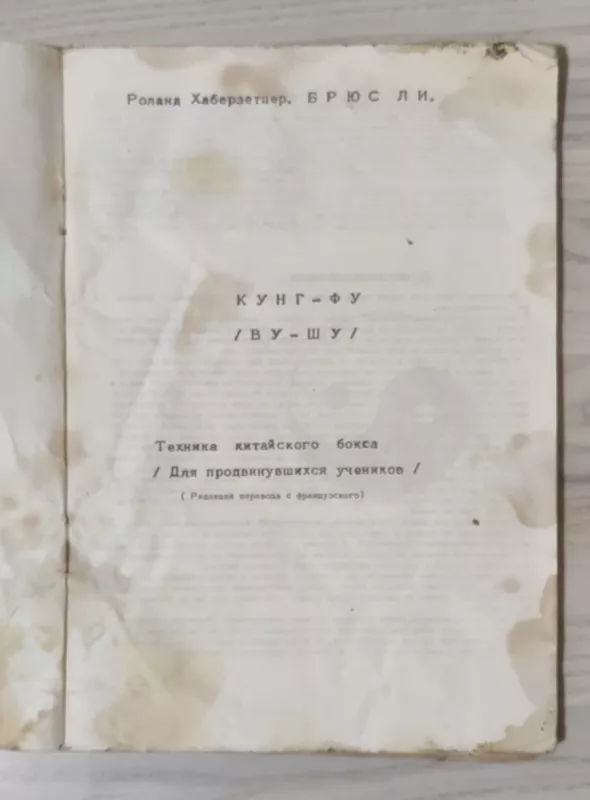 Роланд Хаберзетцер. БРЮС ЛИ.
КУНГ-ФУ
/ВУ-ШУ/
Техника китайского бокса
/ Для продвинувшихся учеников /
( Редакция перевода с французского)